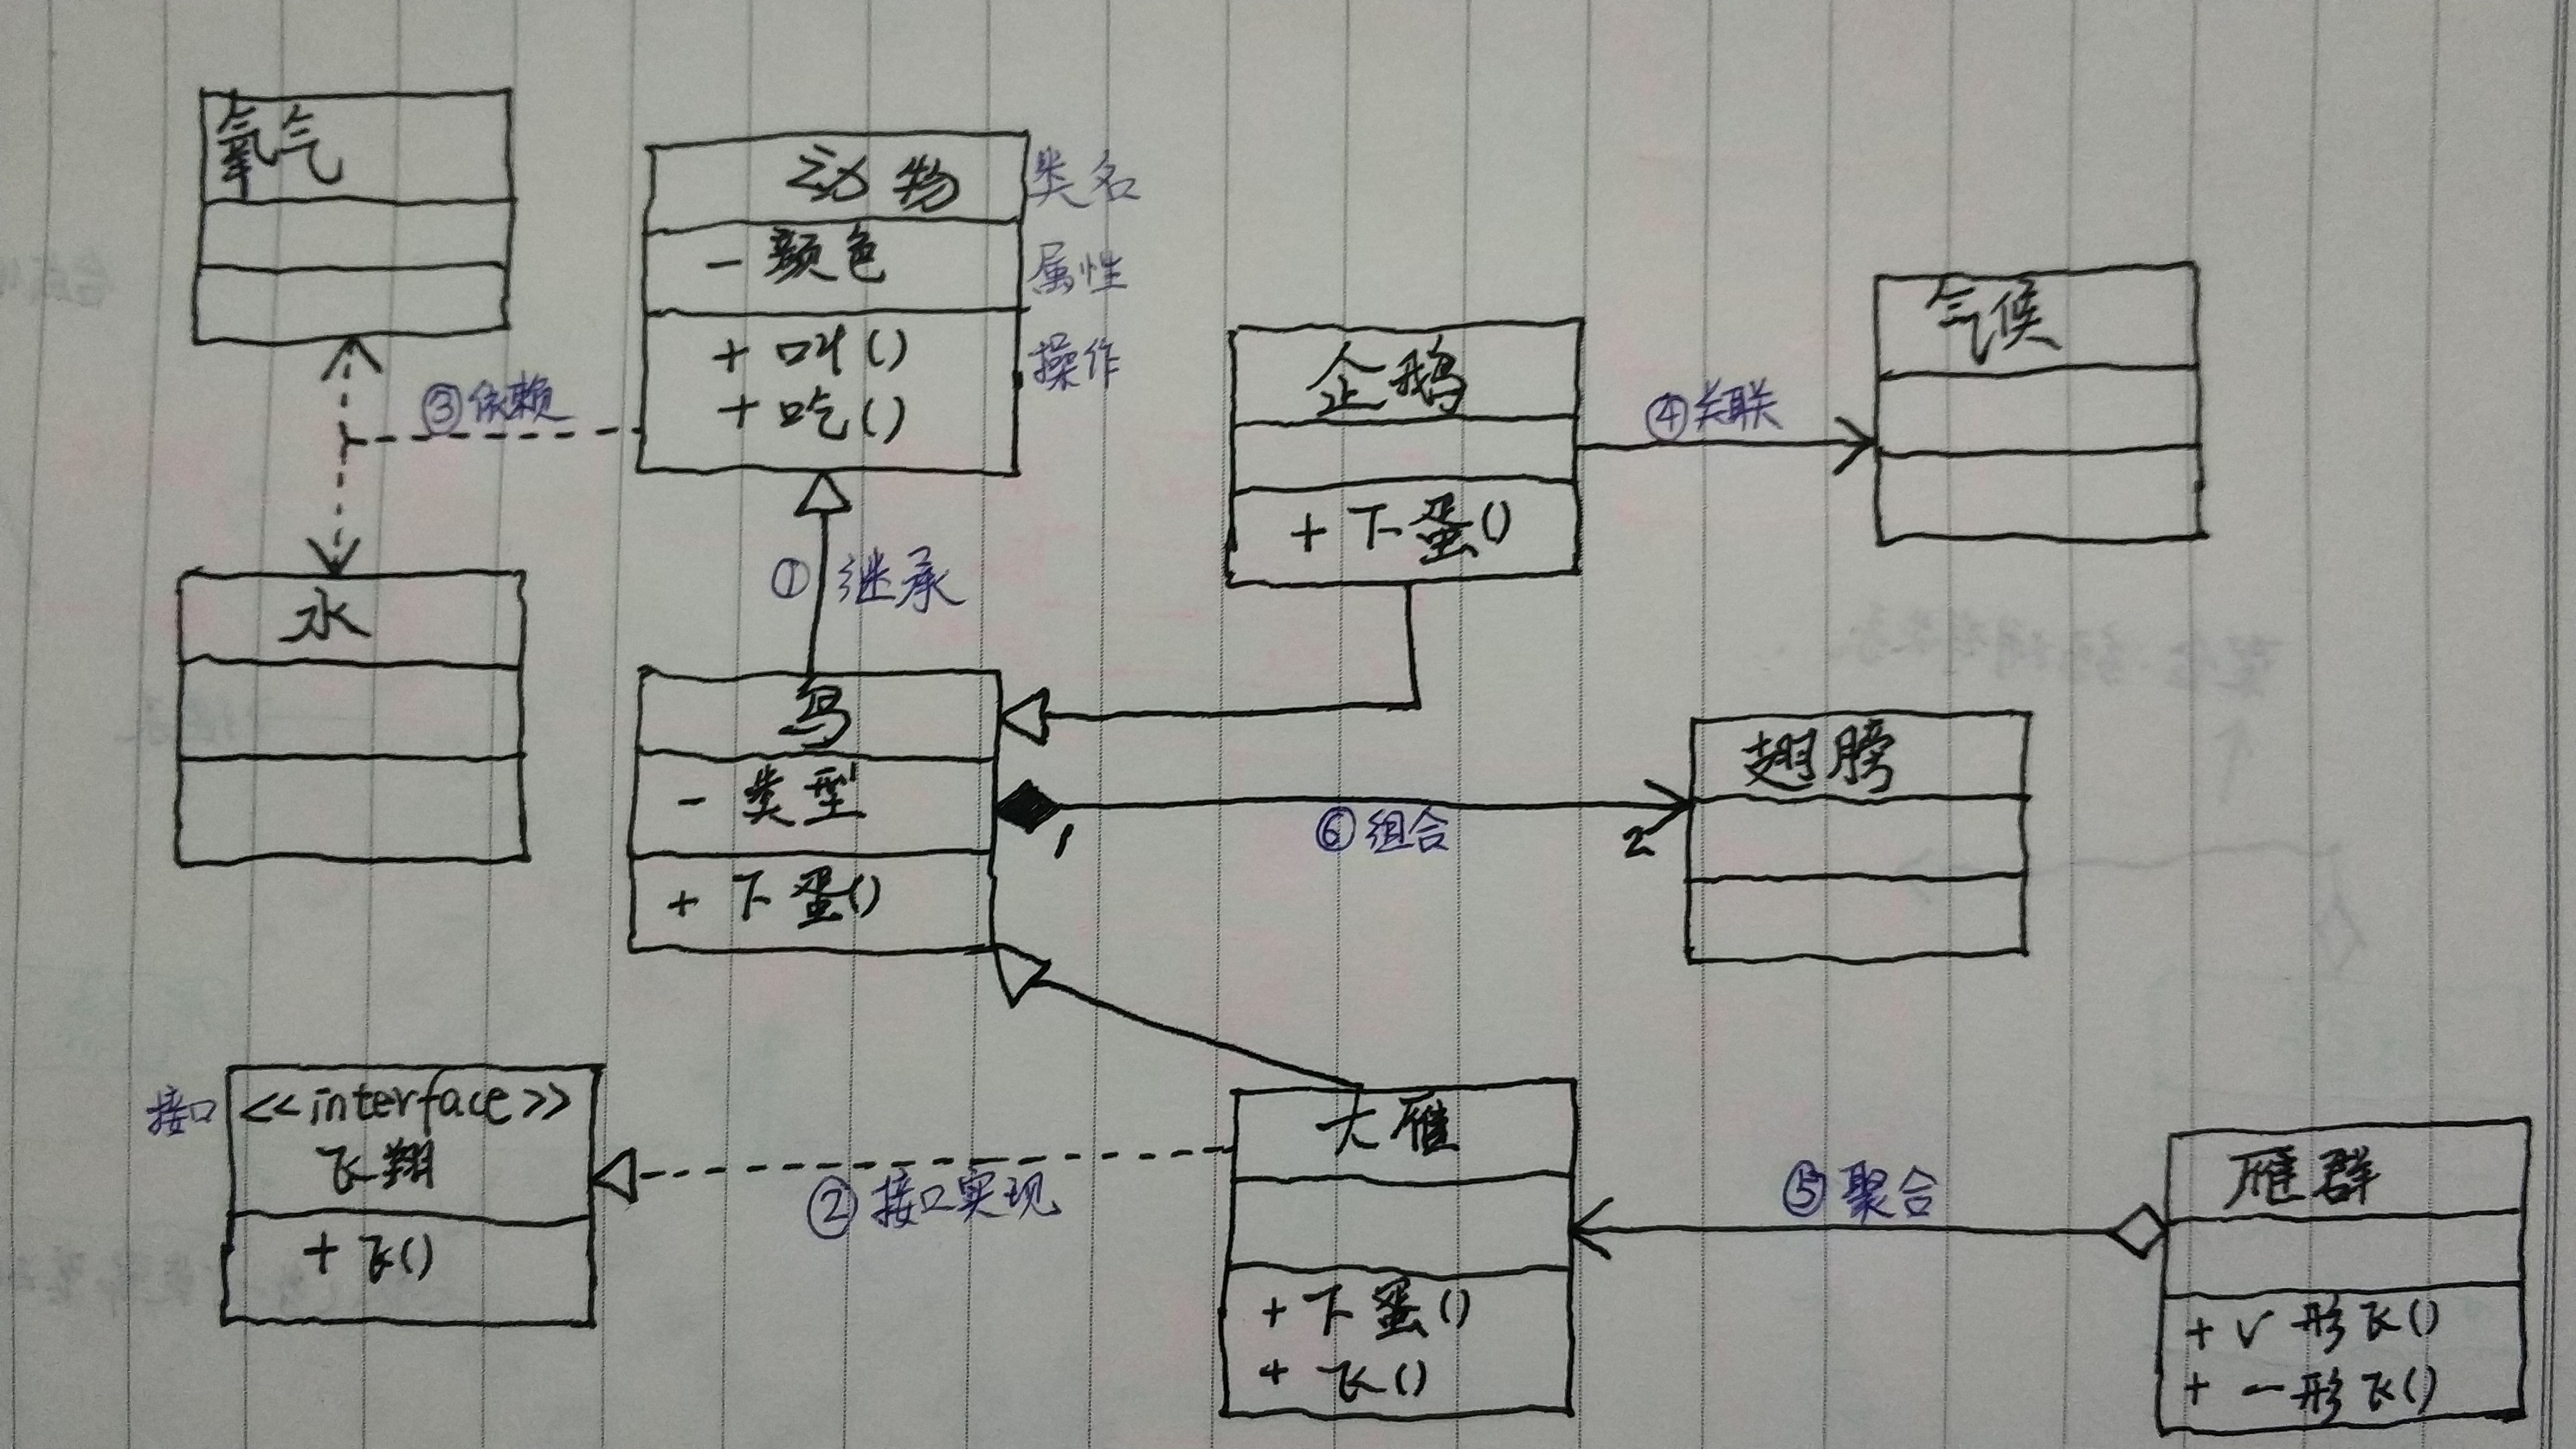 氧气
动物
类名
- 颜色
属性
+ 叫()
操作
+ 吃()
③依赖
企鹅
+ 下蛋()
④关联
气候
水
① 继承
鸟
- 类型
+ 下蛋()
1
⑥组合
2
翅膀
接口
<<interface>>
飞翔
+ 飞()
② 接口实现
大雁
+ 下蛋()
+ 飞()
⑤聚合
雁群
+ V 形飞()
+ 一形飞()